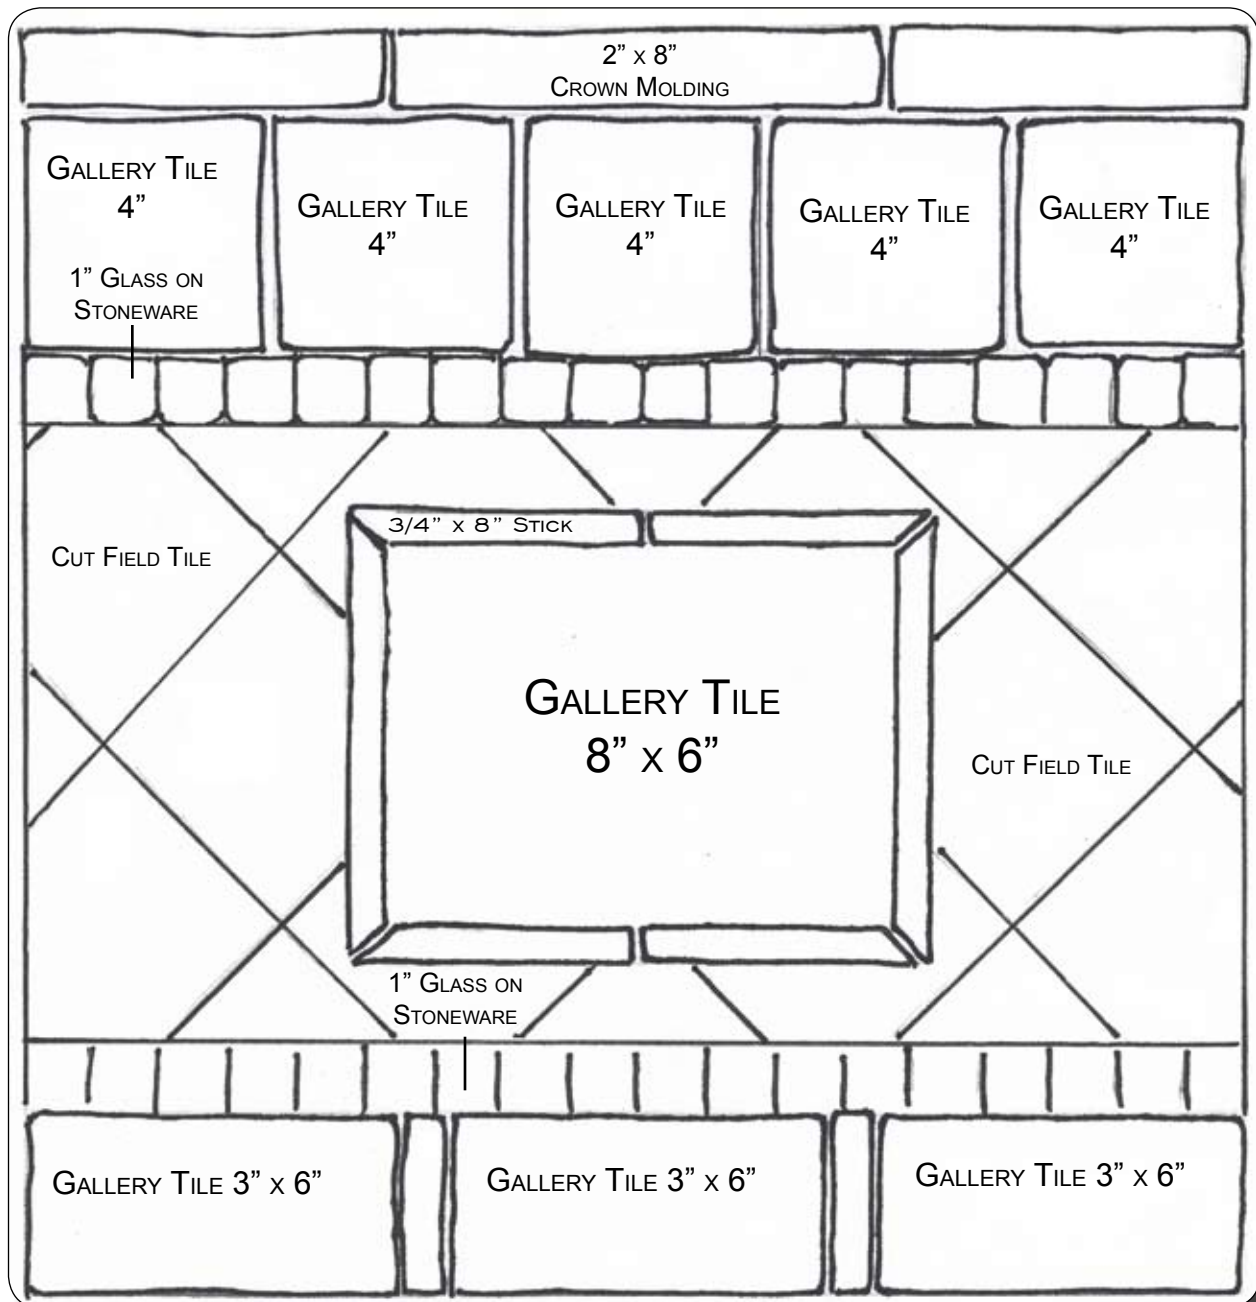 2” x 8”
Crown Molding
Gallery Tile
4”
Gallery Tile
4”
Gallery Tile
4”
Gallery Tile
4”
Gallery Tile
4”
1” Glass on
Stoneware
3/4” x 8” Stick
Cut Field Tile
Gallery Tile
8” x 6”
Cut Field Tile
1” Glass on
Stoneware
Gallery Tile 3” x 6”
Gallery Tile 3” x 6”
Gallery Tile 3” x 6”